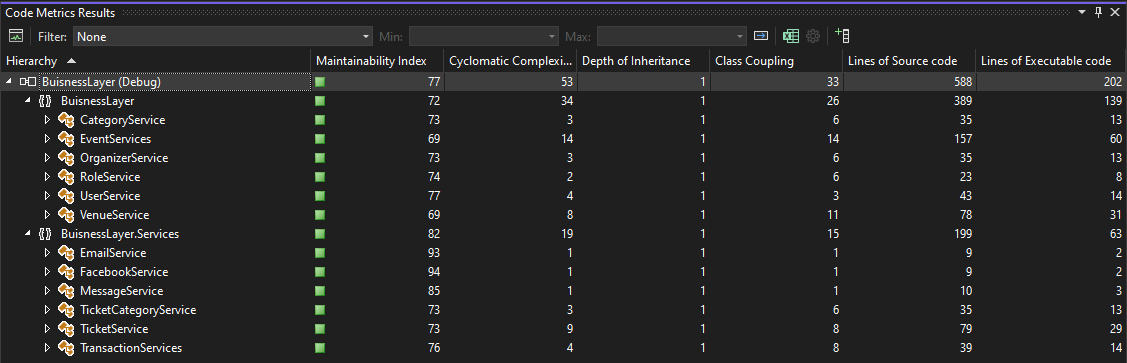 Code Metrics Results
Filter: None Min: Max:
Hierarchy Maintainability Index Cyclomatic Complexi... Depth of Inheritance Class Coupling Lines of Source code Lines of Executable code
BuisnessLayer (Debug) 77 53 1 33 588 202
BuisnessLayer 72 34 1 26 389 139
CategoryService 73 3 1 6 35 13
EventServices 69 14 1 14 157 60
OrganizerService 73 3 1 6 35 13
RoleService 74 2 1 6 23 8
UserService 77 4 1 3 43 14
VenueService 69 8 1 11 78 31
BuisnessLayer.Services 82 19 1 15 199 63
EmailService 93 1 1 1 9 2
FacebookService 94 1 1 1 9 2
MessageService 85 1 1 1 10 3
TicketCategoryService 73 3 1 6 35 13
TicketService 73 9 1 8 79 29
TransactionServices 76 4 1 8 39 14